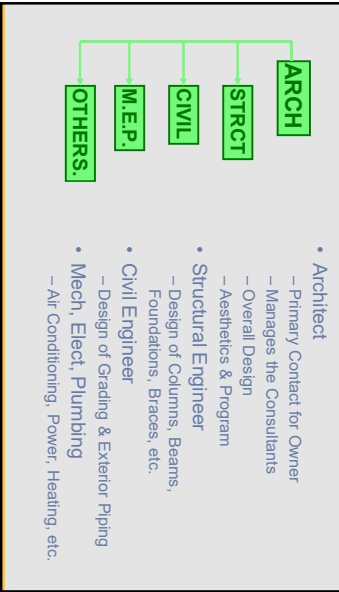 ARCH
STRCT
CIVIL
M.E.P.
OTHERS.
• Architect
– Primary Contact for Owner
– Manages the Consultants
– Overall Design
– Aesthetics & Program
• Structural Engineer
– Design of Columns, Beams,
Foundations, Braces, etc.
• Civil Engineer
– Design of Grading & Exterior Piping
• Mech, Elect, Plumbing
– Air Conditioning, Power, Heating, etc.